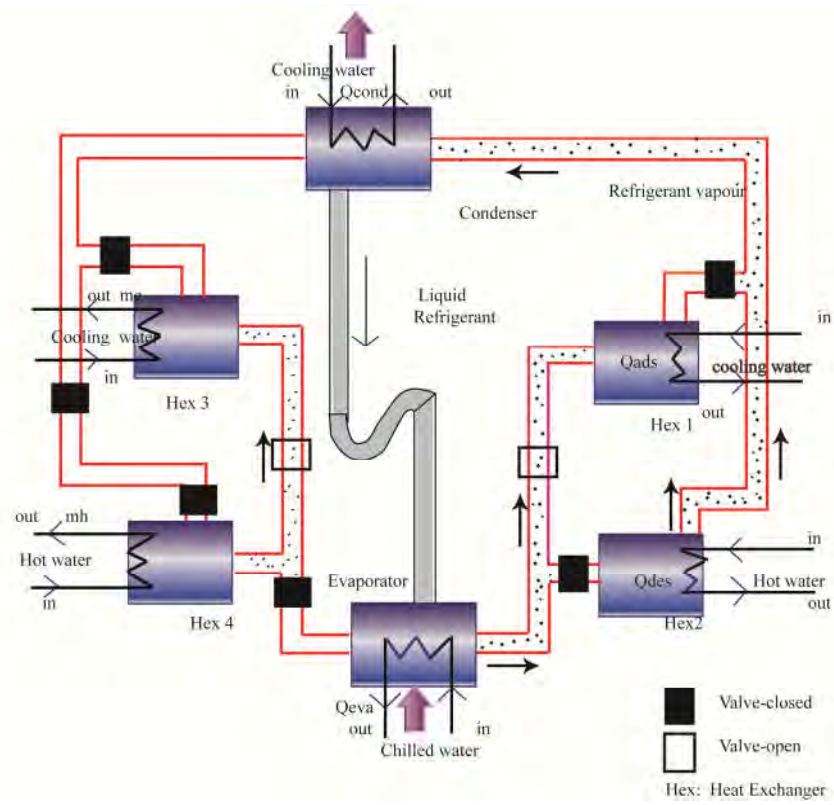 Cooling water
in
Qcond
out
Refrigerant vapour
Condenser
Liquid
Refrigerant
out
Cooling water
in
Hex 3
in
Qads
cooling water
Hex 1
out
out
mh
Hot water
in
Hex 4
Evaporator
in
Qdes
Hot water
out
Hex2
Qeva
out
in
Chilled water
Valve-closed
Valve-open
Hex: Heat Exchanger